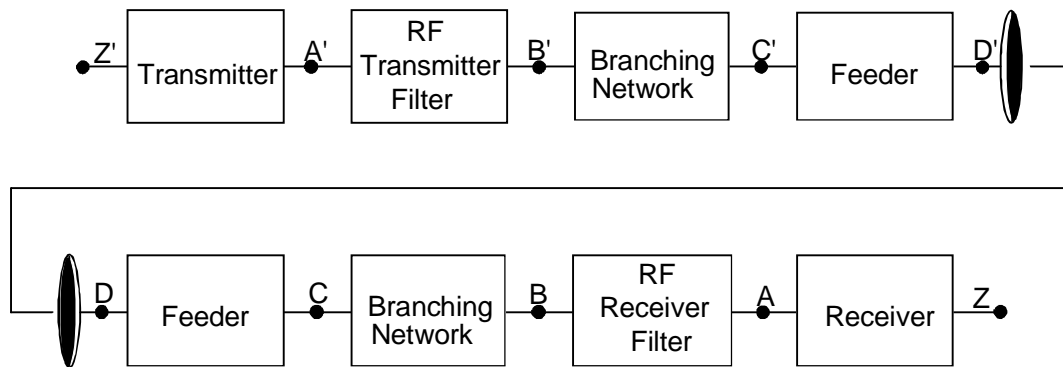 Z'
Transmitter
A'
RF
Transmitter
Filter
B'
Branching
Network
C'
Feeder
D'
D
Feeder
C
Branching
Network
B
RF
Receiver
Filter
A
Receiver
Z